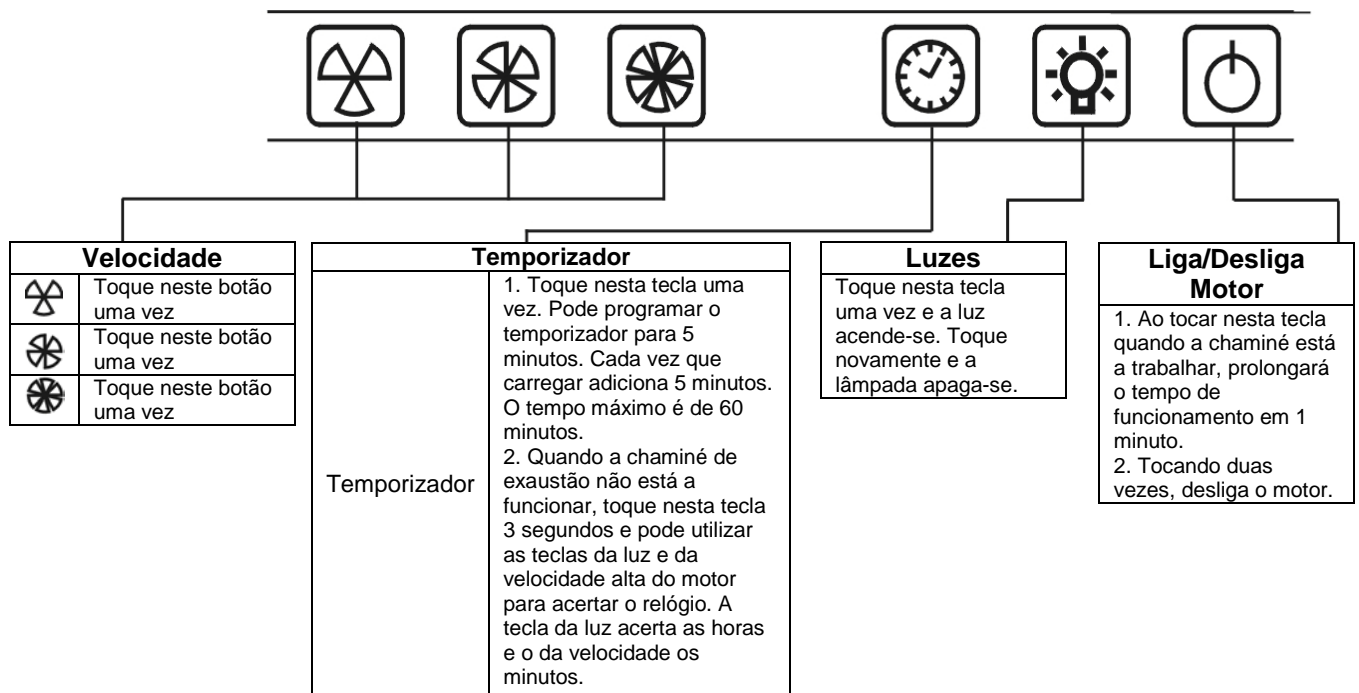 Velocidade
Toque neste botão
uma vez
Toque neste botão
uma vez
Toque neste botão
uma vez
Temporizador
Temporizador
1. Toque nesta tecla uma
vez. Pode programar o
temporizador para 5
minutos. Cada vez que
carregar adiciona 5 minutos.
O tempo máximo é de 60
minutos.
2. Quando a chaminé de
exaustão não está a
funcionar, toque nesta tecla
3 segundos e pode utilizar
as teclas da luz e da
velocidade alta do motor
para acertar o relógio. A
tecla da luz acerta as horas
e o da velocidade os
minutos.
Luzes
Toque nesta tecla
uma vez e a luz
acende-se. Toque
novamente e a
lâmpada apaga-se.
Liga/Desliga
Motor
1. Ao tocar nesta tecla
quando a chaminé está
a trabalhar, prolongará
o tempo de
funcionamento em 1
minuto.
2. Tocando duas
vezes, desliga o motor.